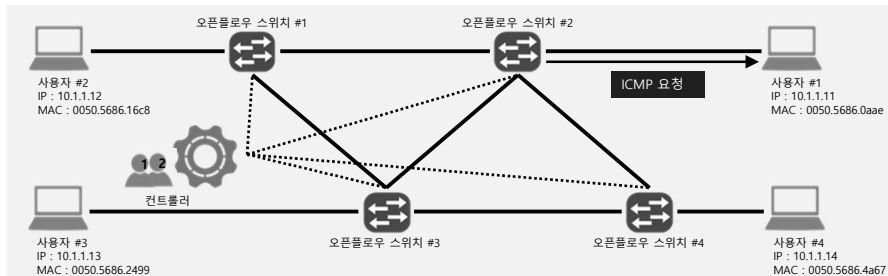 오픈플로우 스위치 #1
오픈플로우 스위치 #2
사용자 #2
IP : 10.1.1.12
MAC : 0050.5686.16c8
ICMP 요청
사용자 #1
IP : 10.1.1.11
MAC : 0050.5686.0aae
1 2
컨트롤러
사용자 #3
IP : 10.1.1.13
MAC : 0050.5686.2499
오픈플로우 스위치 #3
오픈플로우 스위치 #4
사용자 #4
IP : 10.1.1.14
MAC : 0050.5686.4a67